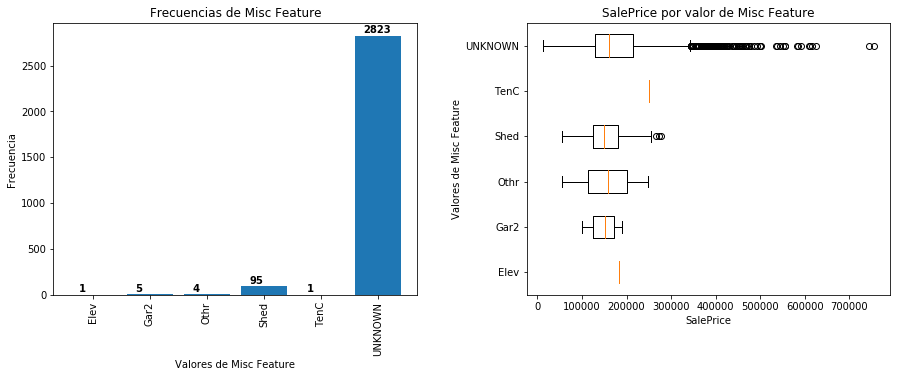 Frecuencias de Misc Feature
Frecuencia
2500
2000
1500
1000
500
0
1
5
4
95
1
2823
Elev
Gar2
Othr
Shed
TenC
UNKNOWN
Valores de Misc Feature
SalePrice por valor de Misc Feature
Valores de Misc Feature
UNKNOWN
TenC
Shed
Othr
Gar2
Elev
0
100000
200000
300000
400000
500000
600000
700000
SalePrice